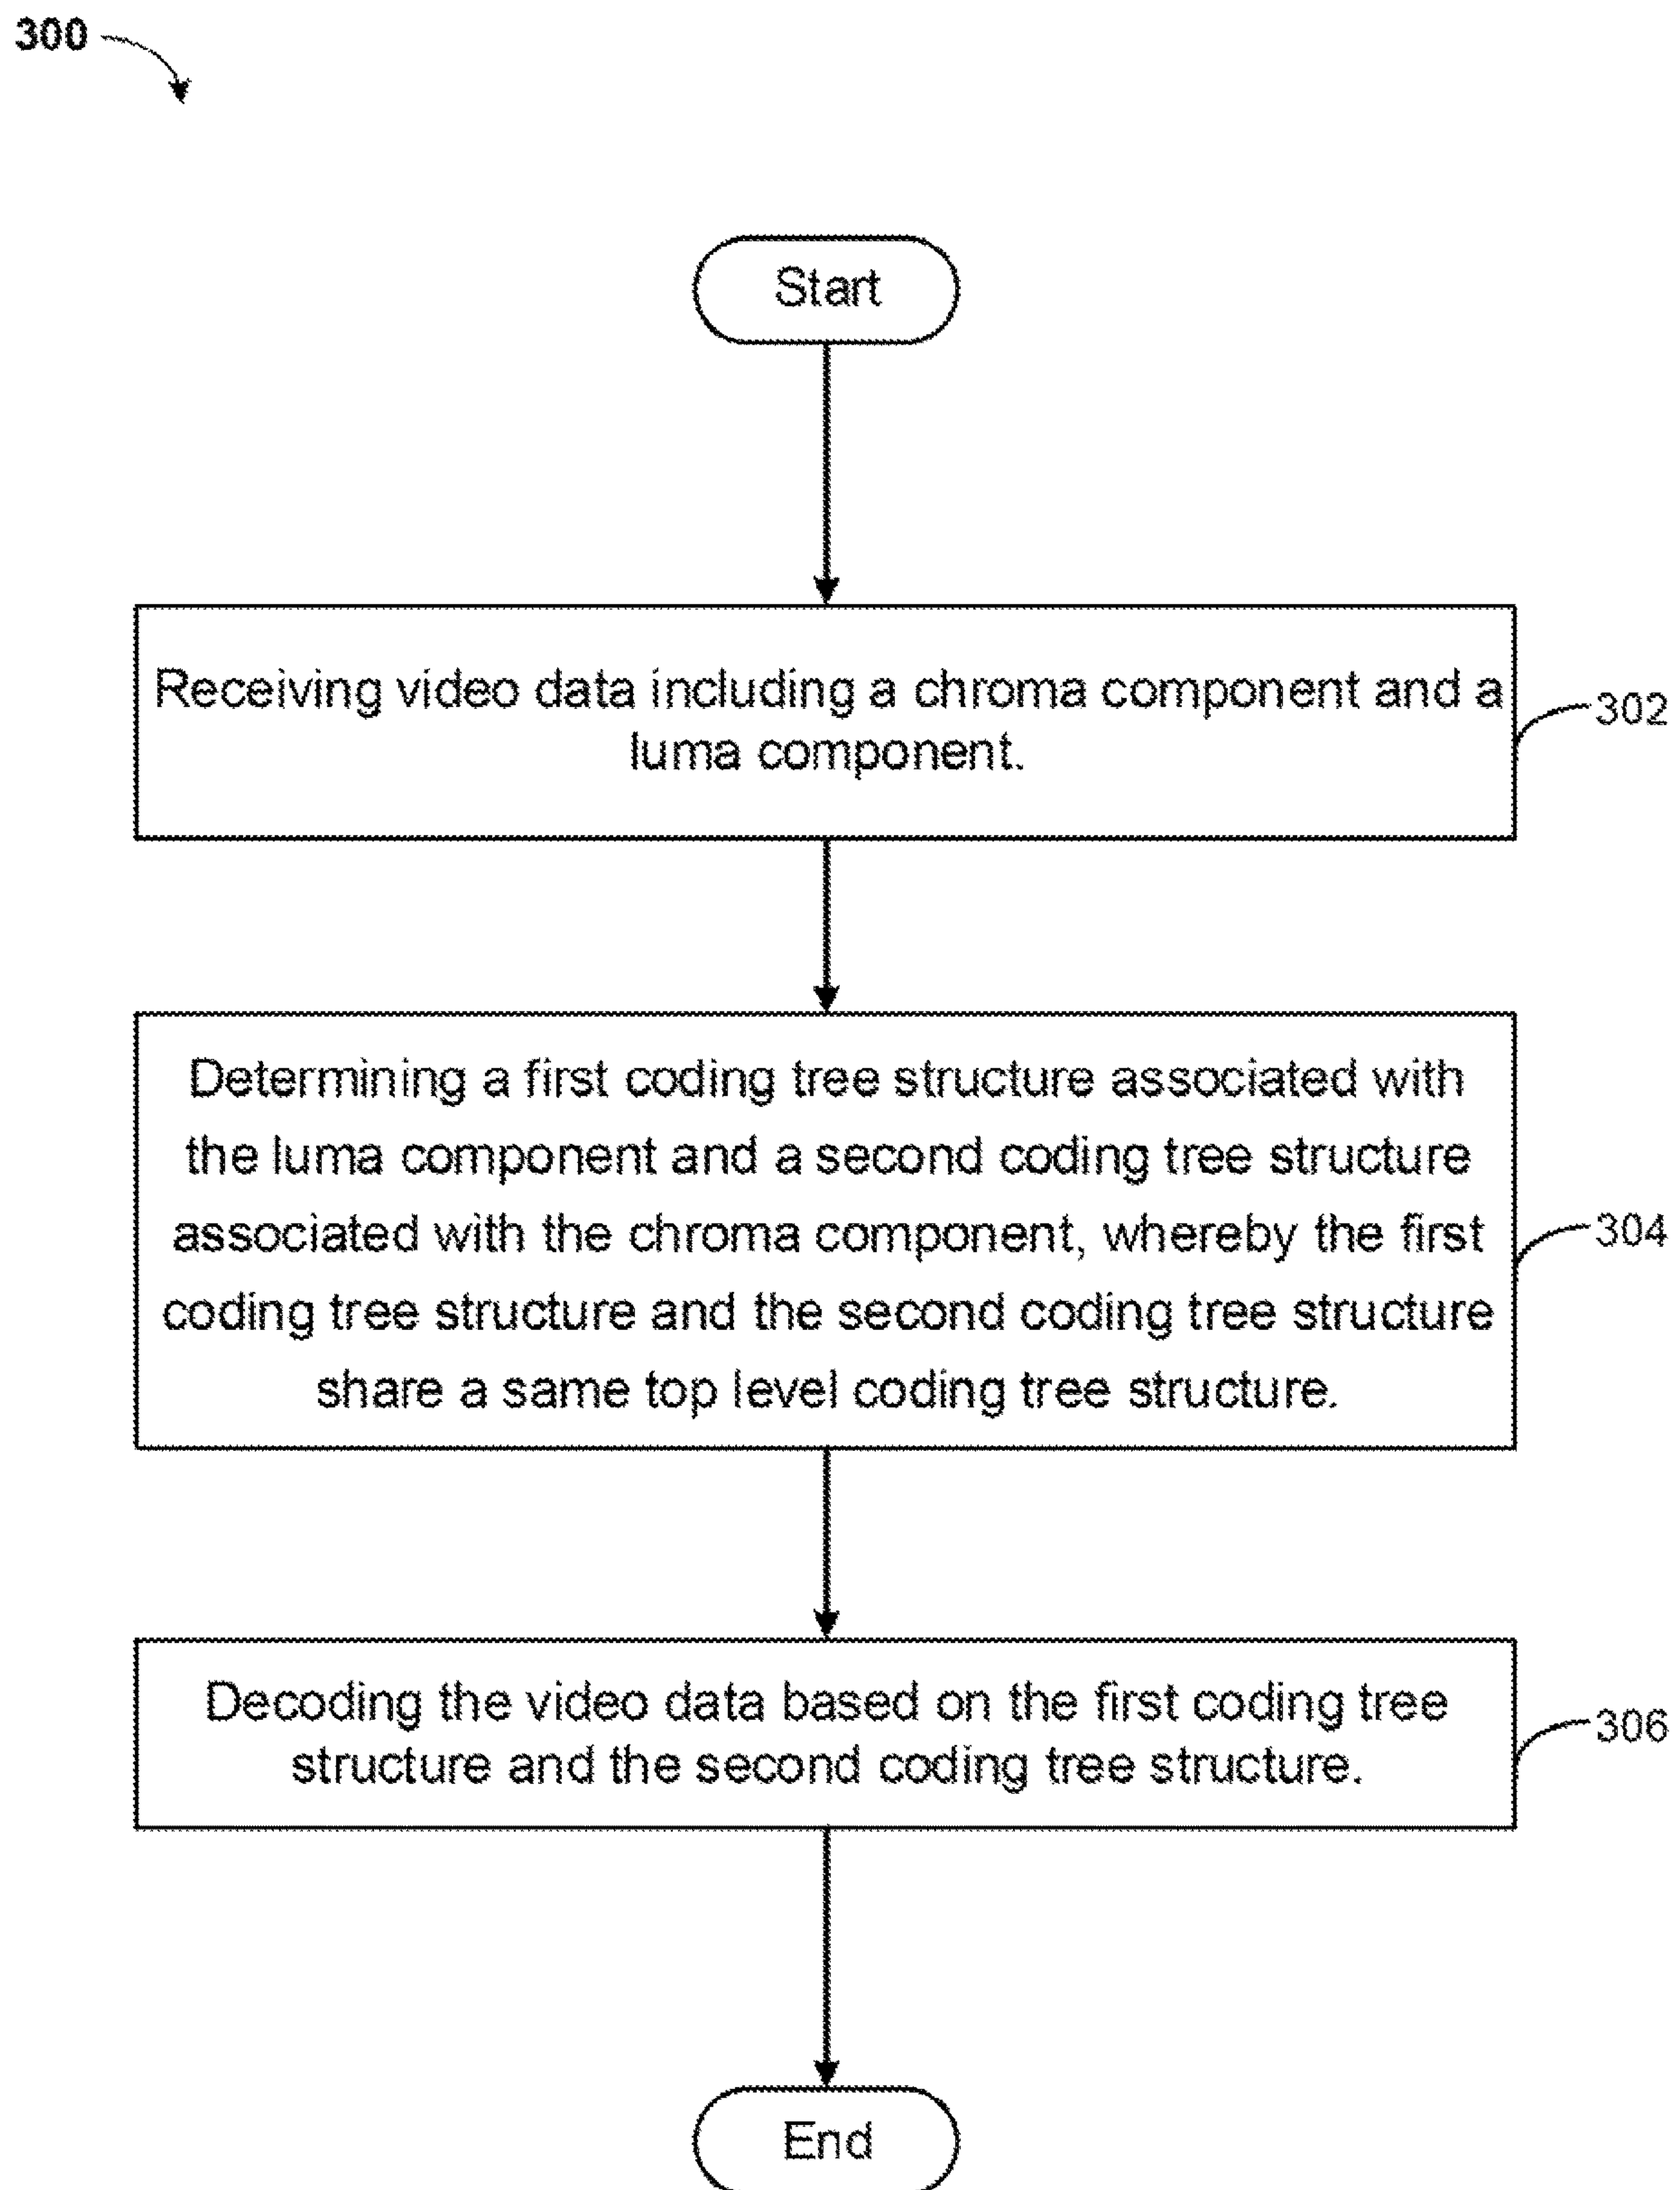 300
Start
Receiving video data including a chroma component and a
luma component.
302
Determining a first coding tree structure associated with
the luma component and a second coding tree structure
associated with the chroma component, whereby the first
coding tree structure and the second coding tree structure
share a same top level coding tree structure.
304
Decoding the video data based on the first coding tree
structure and the second coding tree structure.
306
End